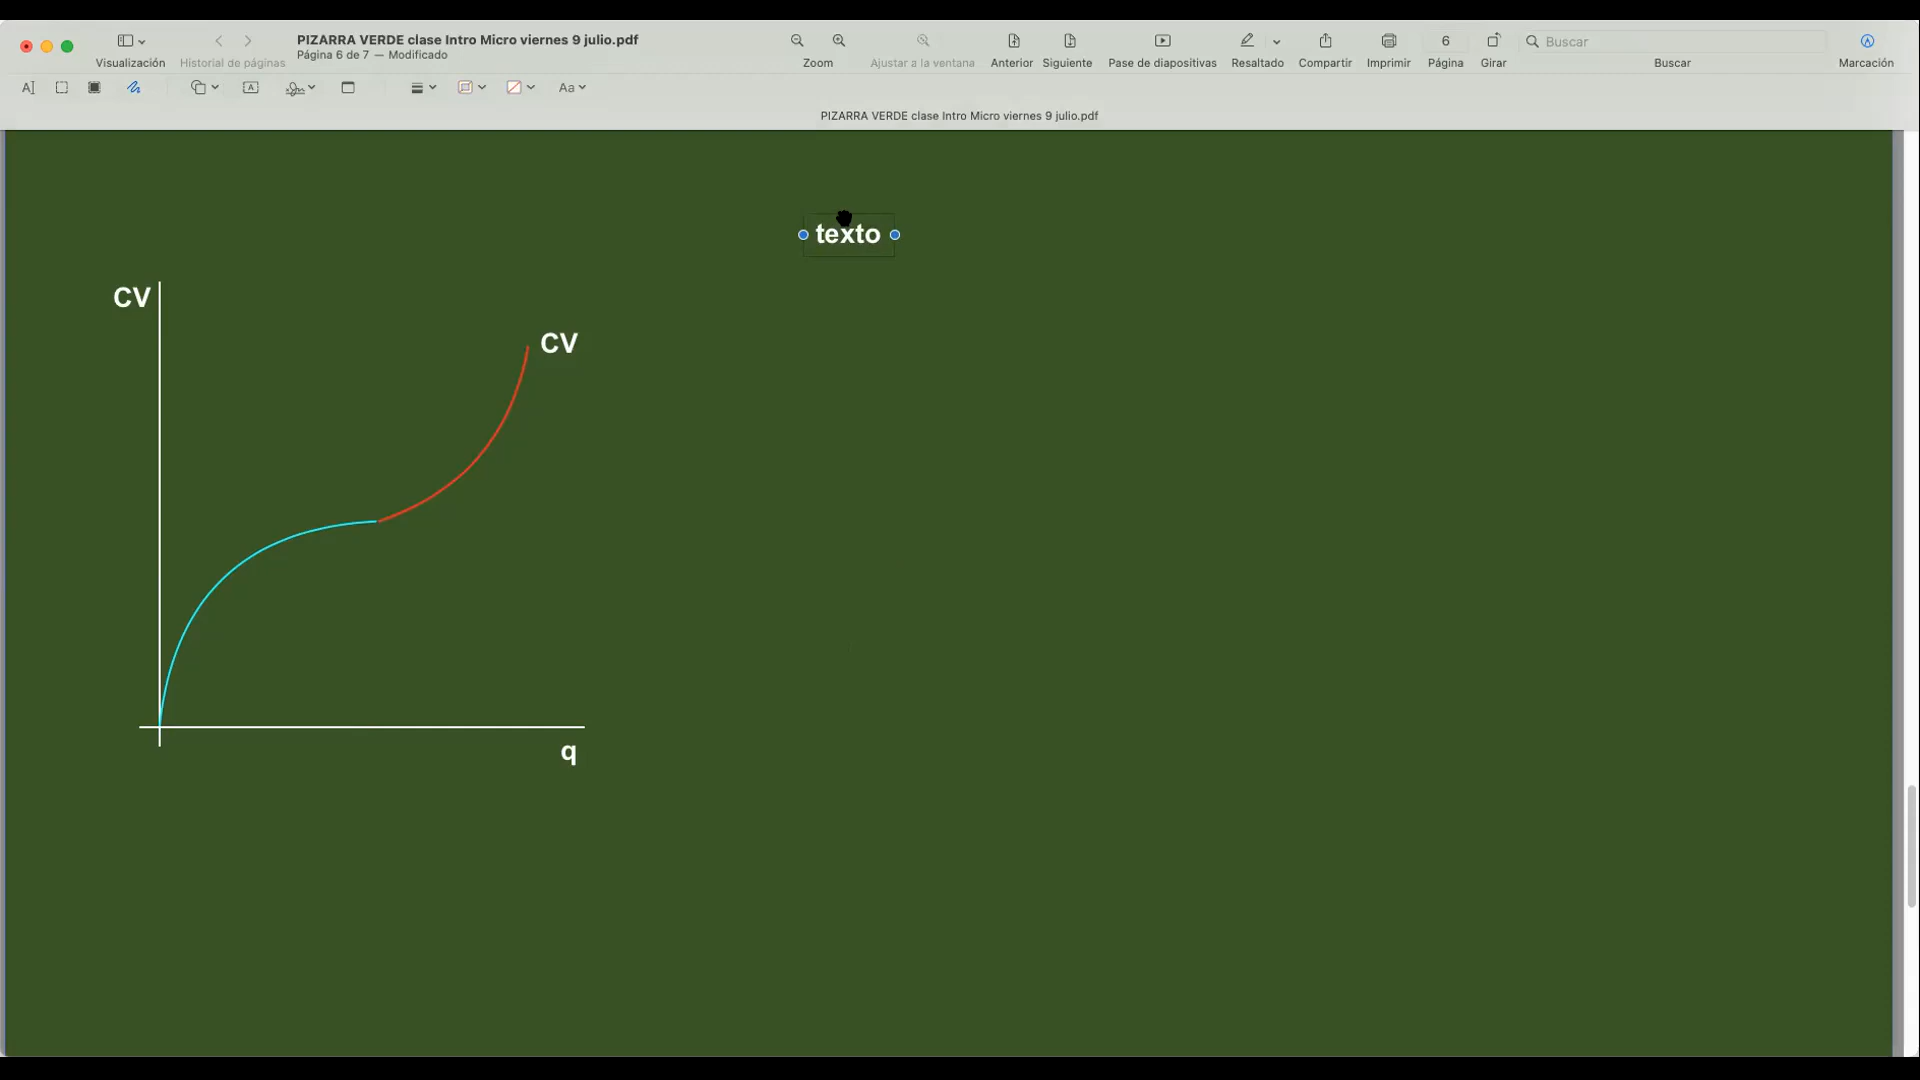 PIZARRA VERDE clase Intro Micro viernes 9 julio.pdf
Página 6 de 7 — Modificado
Visualización
Historial de páginas
Zoom
Ajustar a la ventana
Anterior
Siguiente
Pase de diapositivas
Resaltado
Compartir
Imprimir
6
Página
Girar
Buscar
Buscar
Marcación
A
A
Aa
PIZARRA VERDE clase Intro Micro viernes 9 julio.pdf
texto
CV
CV
q